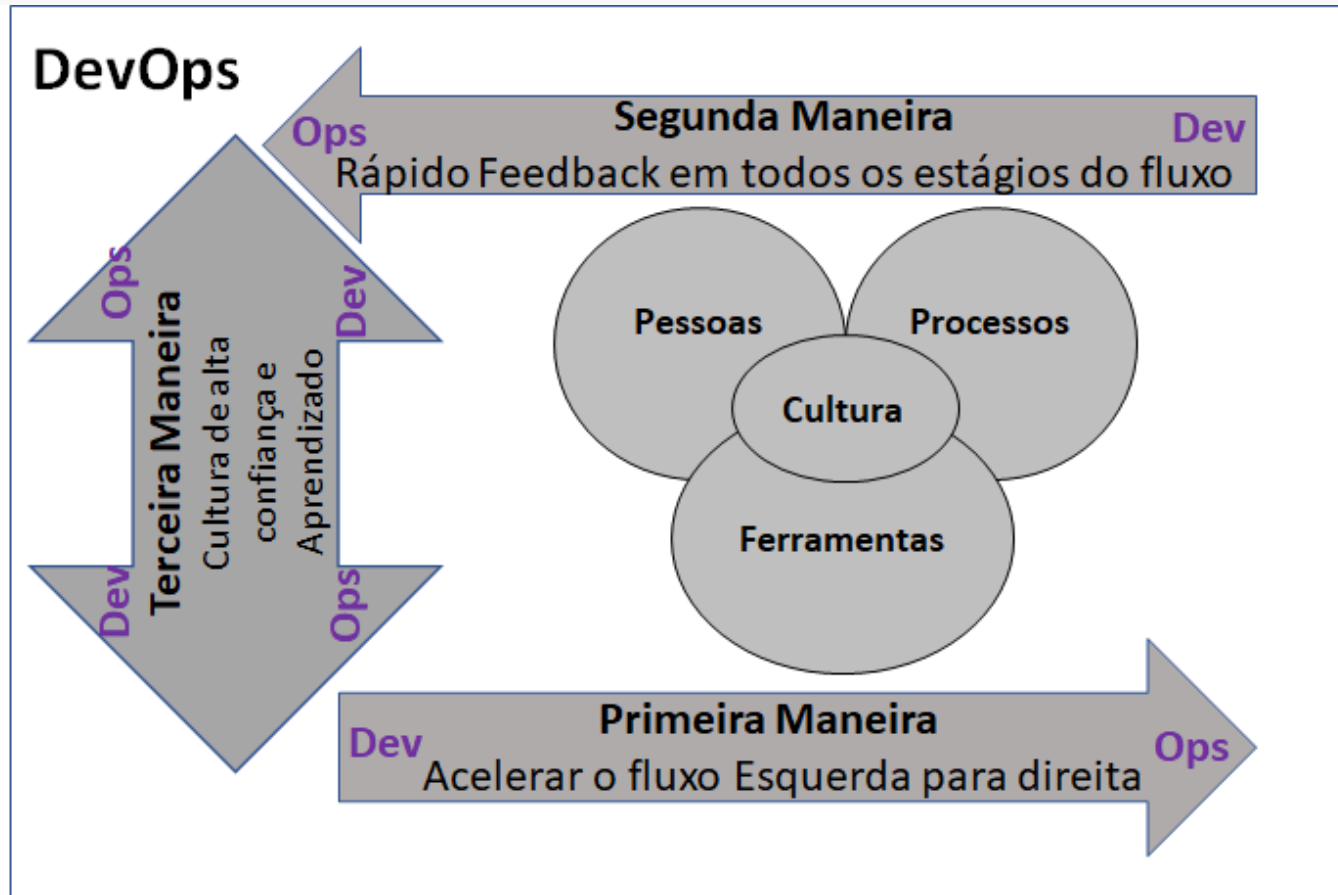 DevOps
Segunda Maneira
Ops
Dev
Rápido Feedback em todos os estágios do fluxo
Ops
Dev
Terceira Maneira
Cultura de alta
confiança e
Aprendizado
Dev
Ops
Pessoas
Processos
Cultura
Ferramentas
Primeira Maneira
Dev
Ops
Acelerar o fluxo Esquerda para direita